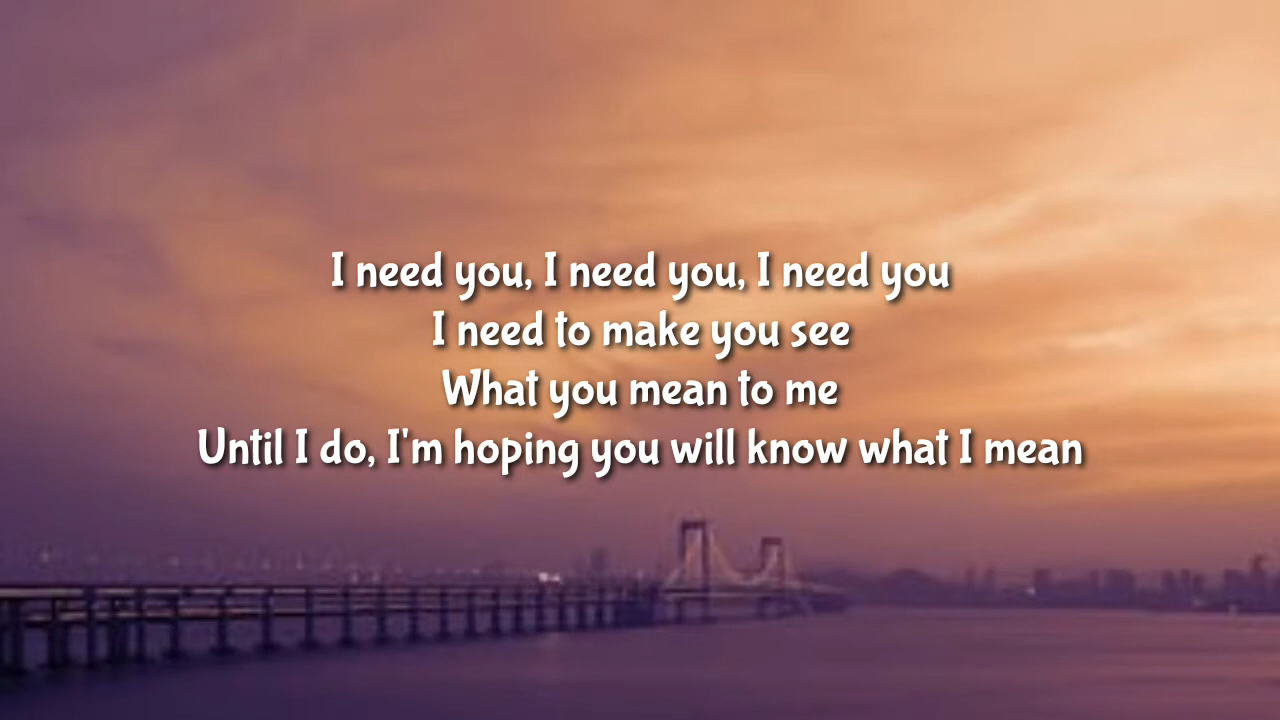 I need you, I need you, I need you
I need to make you see
What you mean to me
Until I do, I'm hoping you will know what I mean